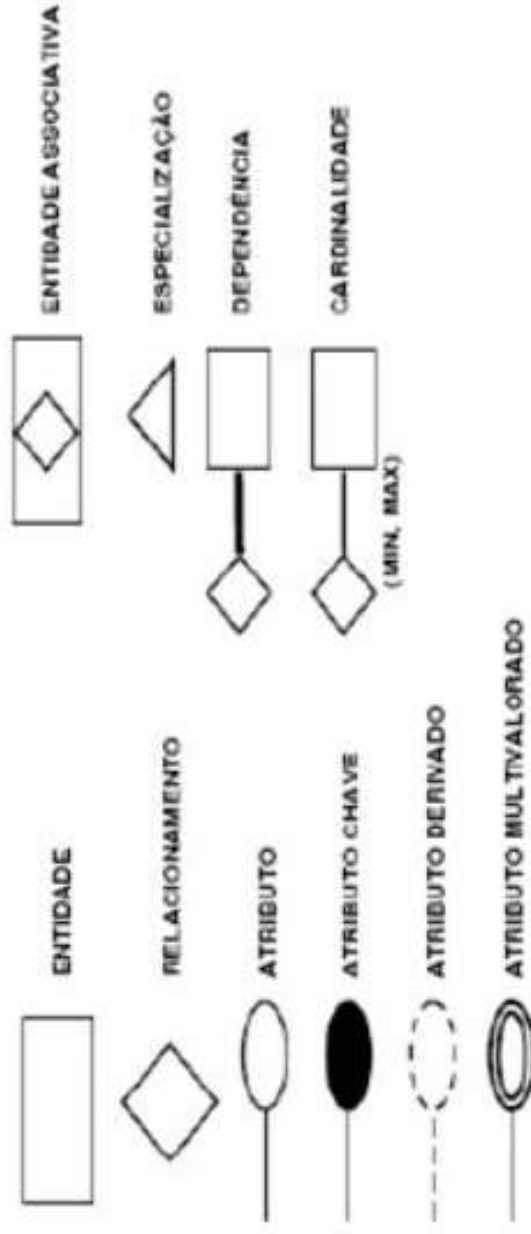 ENTIDADE
RELACIONAMENTO
ATRIBUTO
ATRIBUTO CHAVE
ATRIBUTO DERIVADO
ATRIBUTO MULTIVALORADO
ENTIDADE ASSOCIATIVA
ESPECIALIZAÇÃO
DEPENDÊNCIA
CARDINALIDADE
(MIN, MAX)